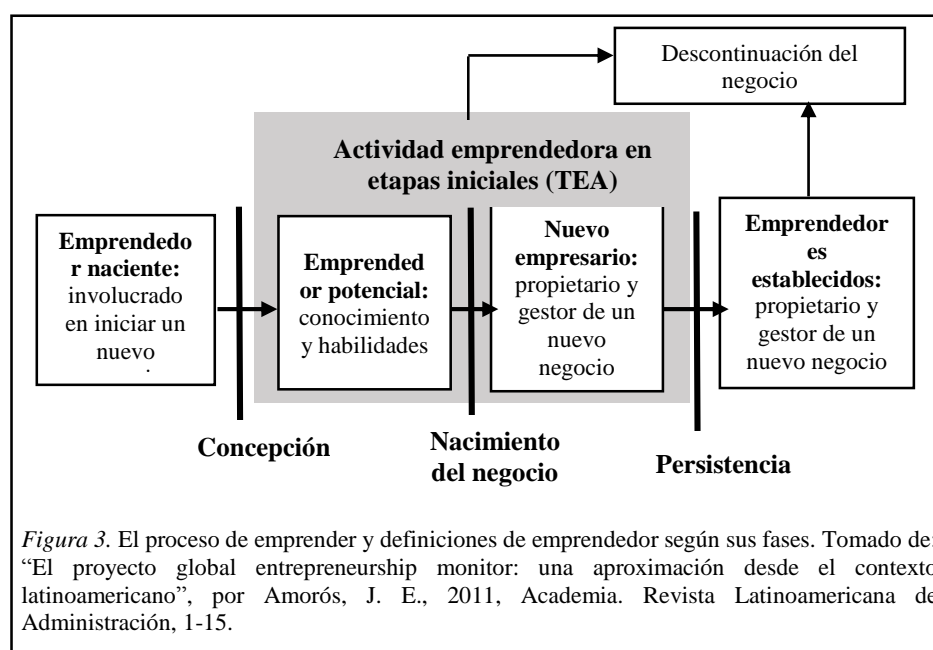 Descontinuación del
negocio
Actividad emprendedora en
etapas iniciales (TEA)
Emprendedo
r naciente:
involucrado
en iniciar un
nuevo
Emprended
or potencial:
conocimiento
y habilidades
Nuevo
empresario:
propietario y
gestor de un
nuevo
negocio
Emprendedor
es
establecidos:
propietario y
gestor de un
nuevo negocio
Concepción
Nacimiento
del negocio
Persistencia
Figura 3. El proceso de emprender y definiciones de emprendedor según sus fases. Tomado de:
“El proyecto global entrepreneurship monitor: una aproximación desde el contexto
latinoamericano”, por Amorós, J. E., 2011, Academia. Revista Latinoamericana de
Administración, 1-15.